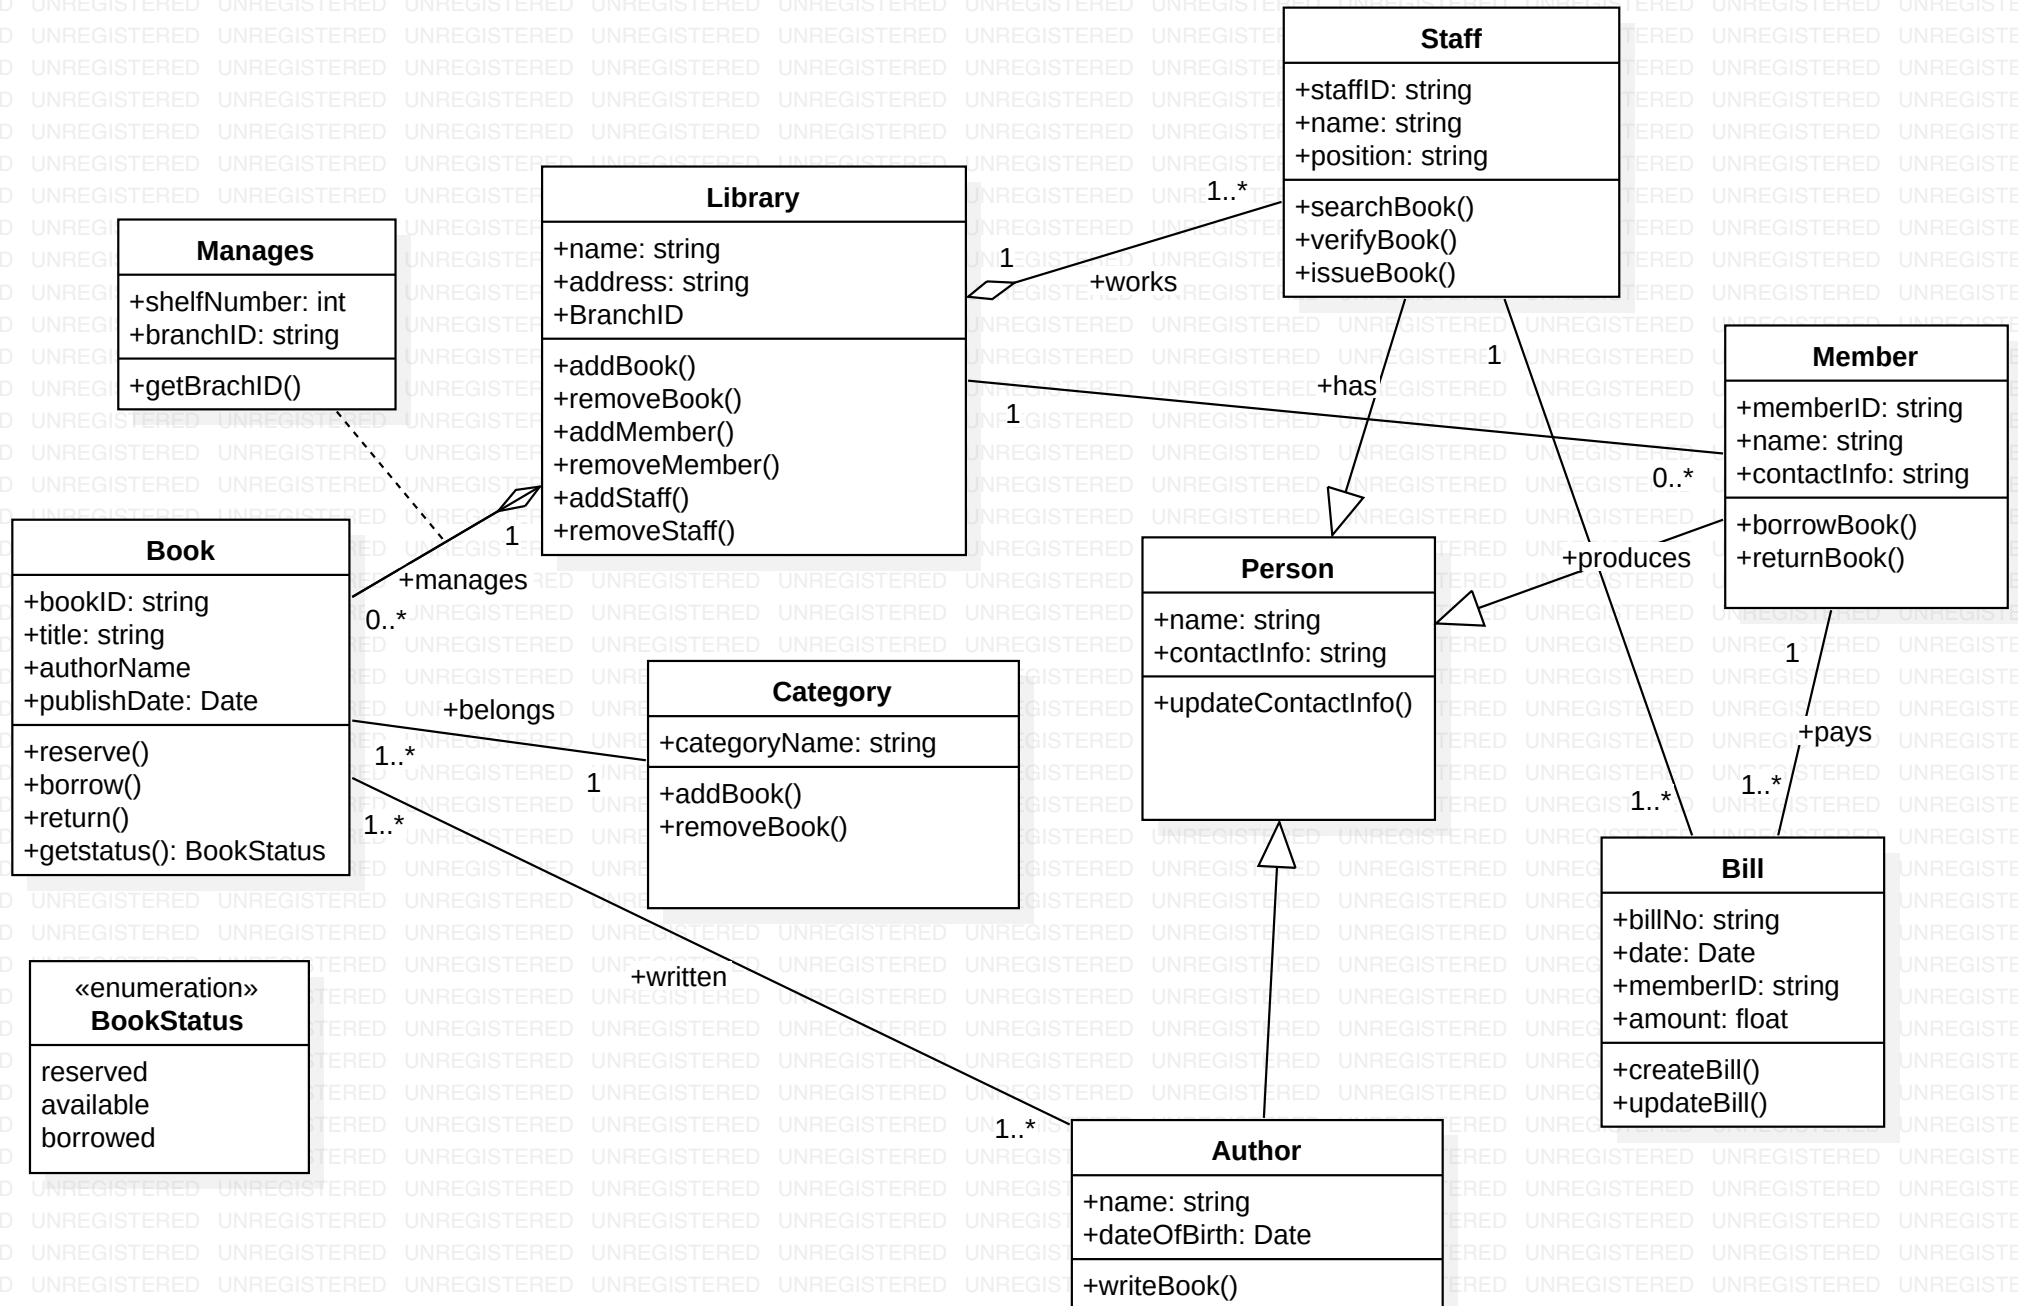 Staff
+staffID: string
+name: string
+position: string
+searchBook()
+verifyBook()
+issueBook()
Library
+name: string
+address: string
+BranchID
+addBook()
+removeBook()
+addMember()
+removeMember()
+addStaff()
+removeStaff()
1..*
1
+works
Manages
+shelfNumber: int
+branchID: string
+getBrachID()
Member
+memberID: string
+name: string
+contactInfo: string
+borrowBook()
+returnBook()
1
+has
1
0..*
Book
+bookID: string
+title: string
+authorName
+publishDate: Date
+reserve()
+borrow()
+return()
+getstatus(): BookStatus
1
+manages
0..*
Person
+name: string
+contactInfo: string
+updateContactInfo()
+produces
1
+pays
1..*
1..*
Category
+categoryName: string
+addBook()
+removeBook()
+belongs
1..*
1
1..*
Bill
+billNo: string
+date: Date
+memberID: string
+amount: float
+createBill()
+updateBill()
«enumeration»
BookStatus
reserved
available
borrowed
+written
1..*
Author
+name: string
+dateOfBirth: Date
+writeBook()
UNREGISTERED